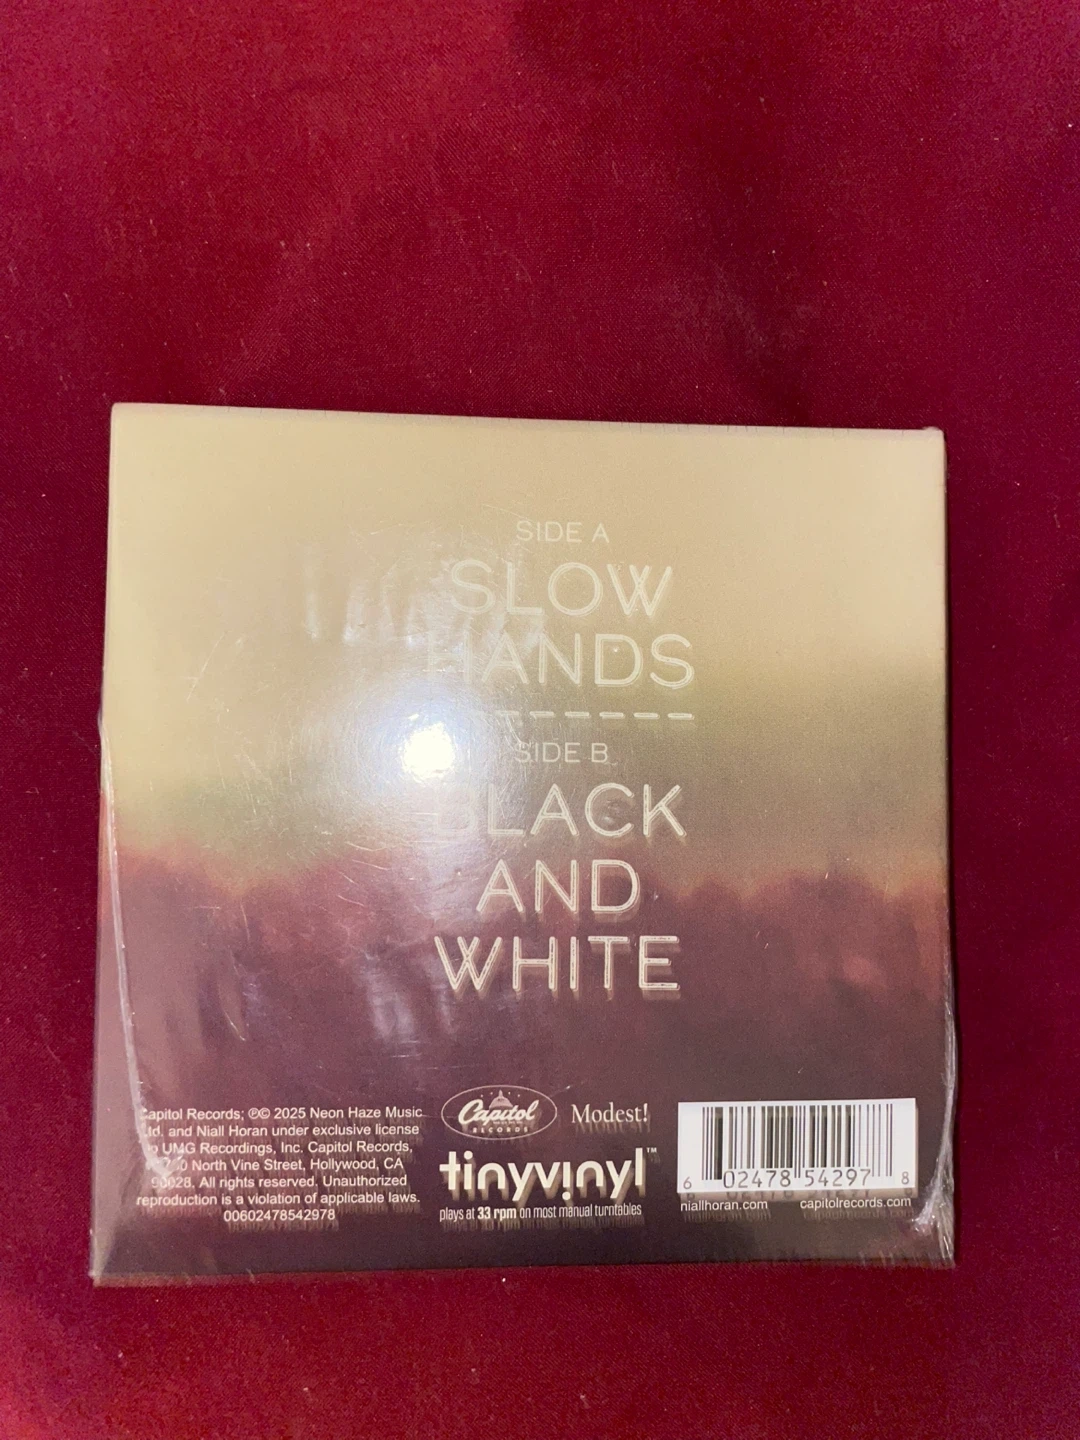 SIDE A
SLOW
HANDS
SIDE B
BLACK
AND
WHITE
Capitol Records; ℗© 2025 Neon Haze Music
Ltd. and Niall Horan under exclusive license
to UMG Recordings, Inc. Capitol Records,
North Vine Street, Hollywood, CA
90028. All rights reserved. Unauthorized
reproduction is a violation of applicable laws.
00602478542978
Capitol
RECORDS
Modest!
tinyvinyl™
plays at 33 rpm on most manual turntables
6 02478 54297 8
niallhoran.com capitolrecords.com